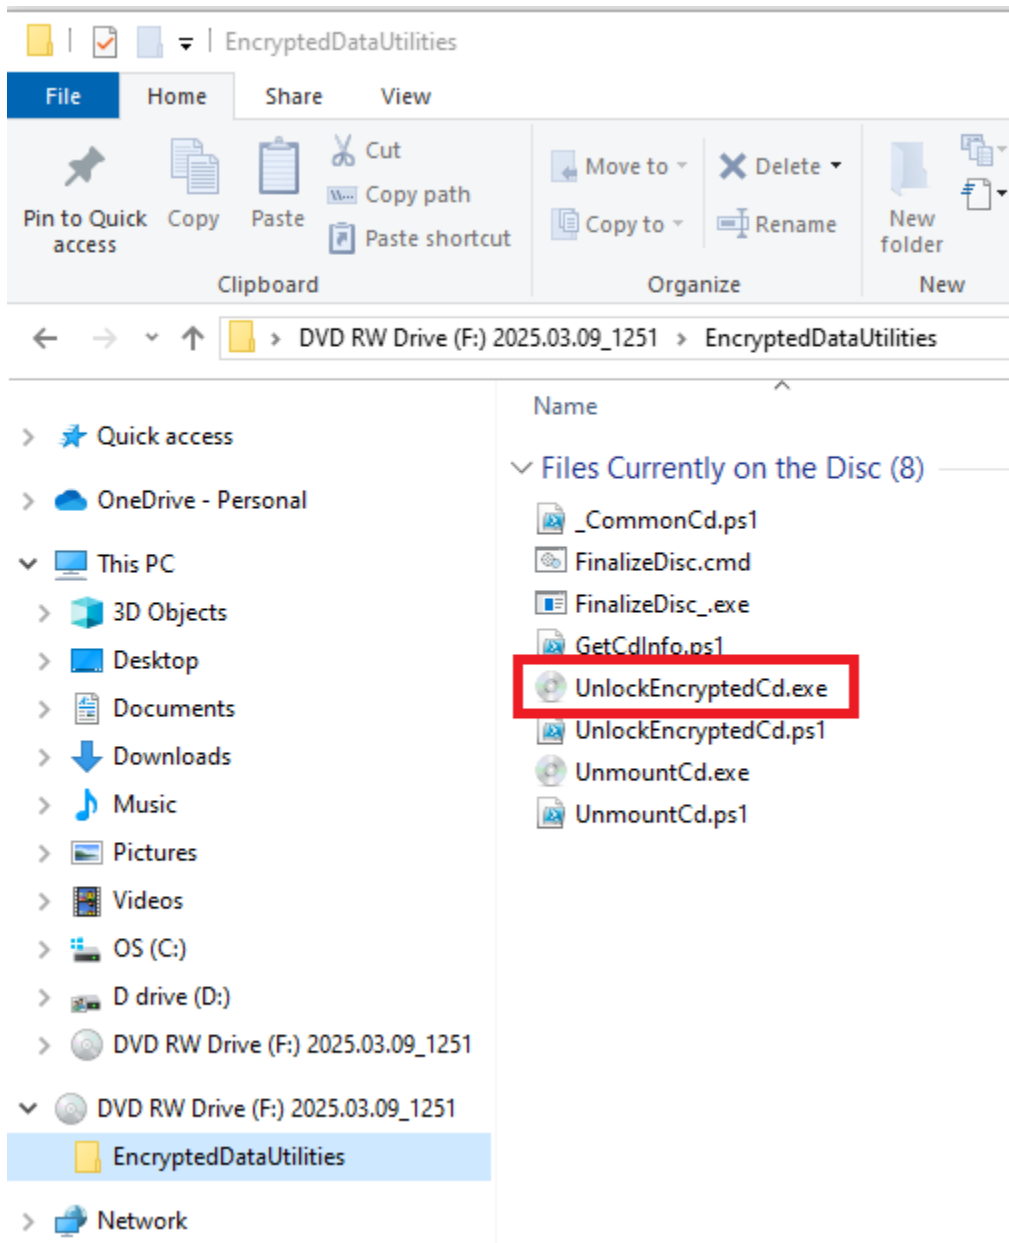 EncryptedDataUtilities
File Home Share View
Pin to Quick access
Copy
Paste
Cut
Copy path
Paste shortcut
Clipboard
Move to
Copy to
Delete
Rename
Organize
New folder
New
DVD RW Drive (F:) 2025.03.09_1251 > EncryptedDataUtilities
Quick access
OneDrive - Personal
This PC
3D Objects
Desktop
Documents
Downloads
Music
Pictures
Videos
OS (C:)
D drive (D:)
DVD RW Drive (F:) 2025.03.09_1251
DVD RW Drive (F:) 2025.03.09_1251
EncryptedDataUtilities
Network
Name
Files Currently on the Disc (8)
_CommonCd.ps1
FinalizeDisc.cmd
FinalizeDisc_.exe
GetCdInfo.ps1
UnlockEncryptedCd.exe
UnlockEncryptedCd.ps1
UnmountCd.exe
UnmountCd.ps1